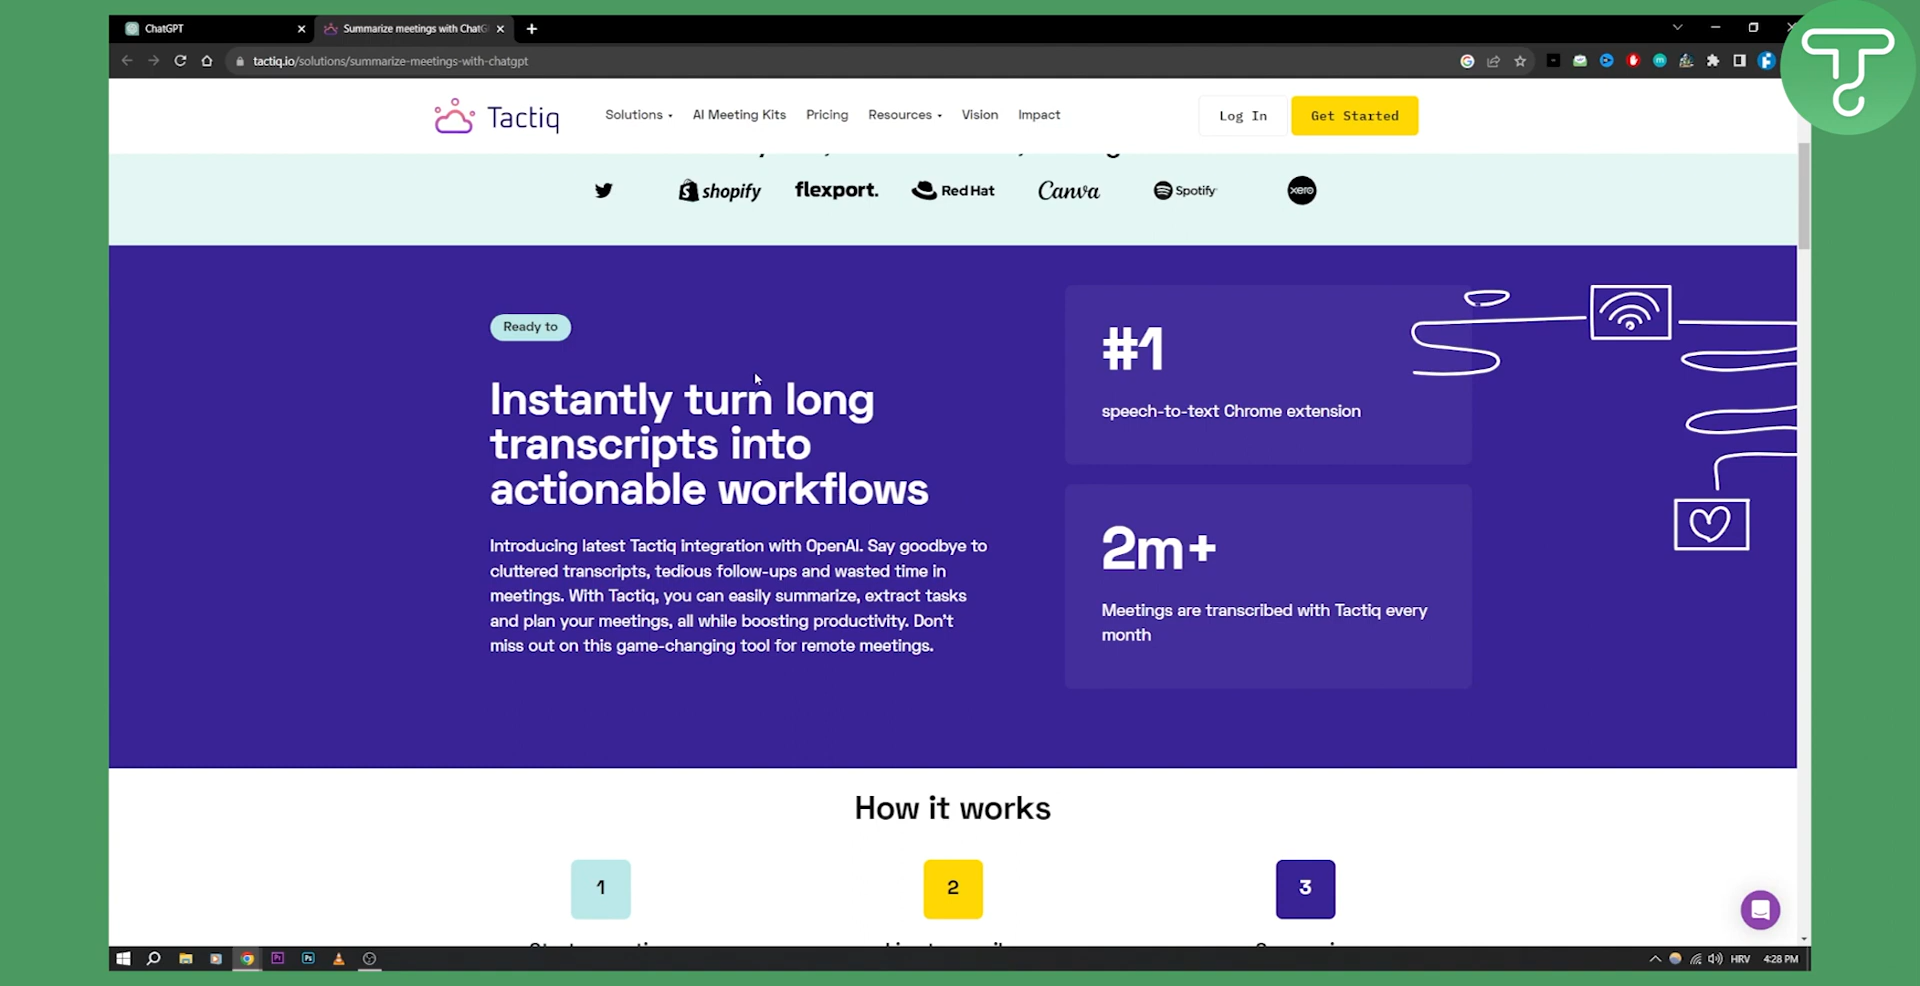 ChatGPT
Summarize meetings with ChatG
tactiq.io/solutions/summarize-meetings-with-chatgpt
Tactiq
Solutions
AI Meeting Kits
Pricing
Resources
Vision
Impact
Log In
Get Started
shopify
flexport.
Red Hat
Canva
Spotify
xero
Ready to
Instantly turn long
transcripts into
actionable workflows
Introducing latest Tactiq integration with OpenAI. Say goodbye to
cluttered transcripts, tedious follow-ups and wasted time in
meetings. With Tactiq, you can easily summarize, extract tasks
and plan your meetings, all while boosting productivity. Don't
miss out on this game-changing tool for remote meetings.
#1
speech-to-text Chrome extension
2m+
Meetings are transcribed with Tactiq every
month
How it works
1
2
3
Pr
Ps
HRV
4:28 PM